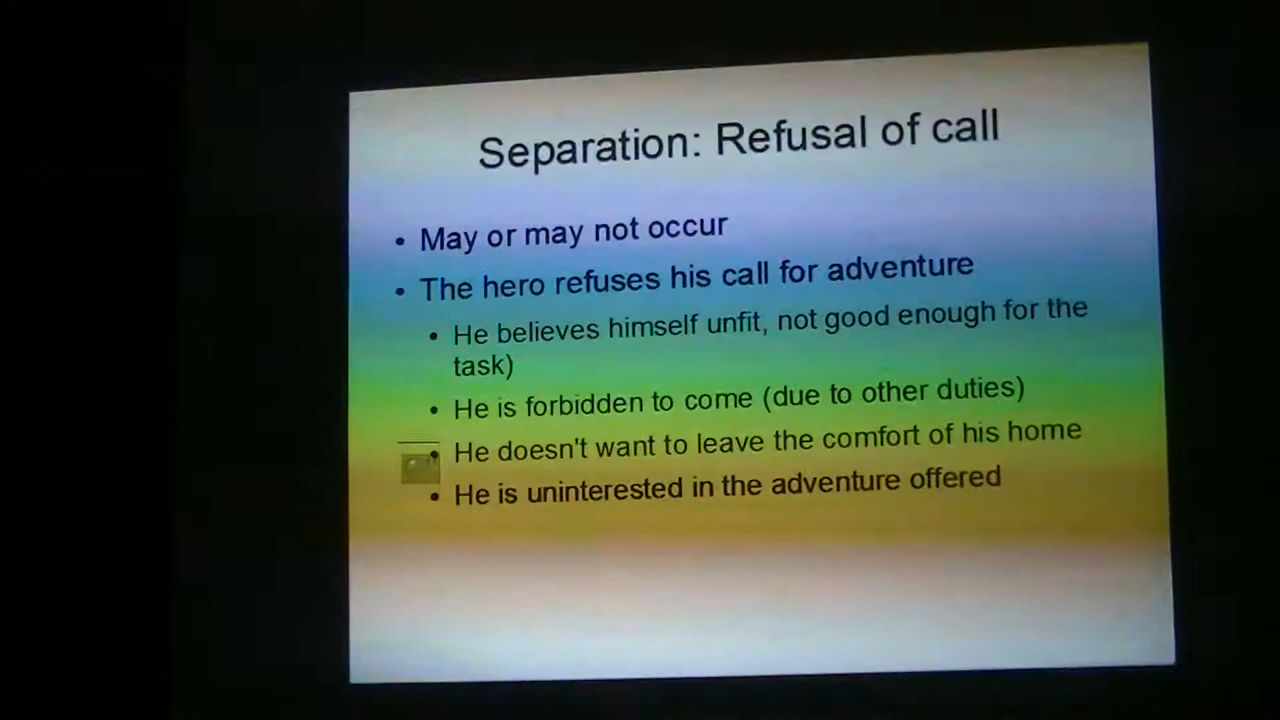 Separation: Refusal of call
• May or may not occur
• The hero refuses his call for adventure
• He believes himself unfit, not good enough for the
task)
• He is forbidden to come (due to other duties)
• He doesn't want to leave the comfort of his home
• He is uninterested in the adventure offered